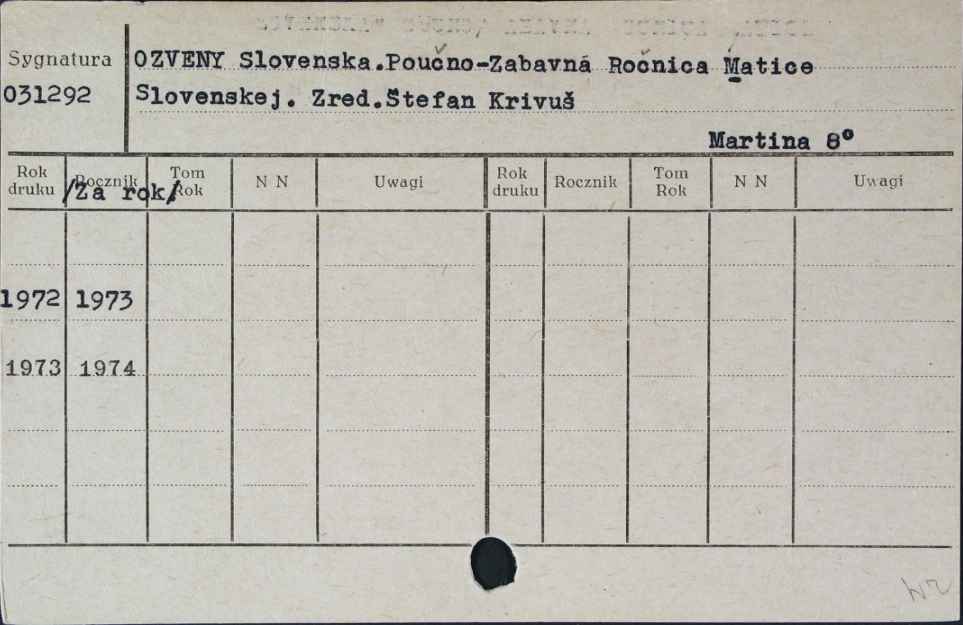 Sygnatura
031292
OZVENY Slovenska.Poučno-Zabavná Ročnica Matice
Slovenskej. Zred.Štefan Krivuš
Martina 8°
Rok druku Rocznik Tom Rok N N Uwagi Rok druku Rocznik Tom Rok N N Uwagi
/Za rok/
1972 1973
1973 1974